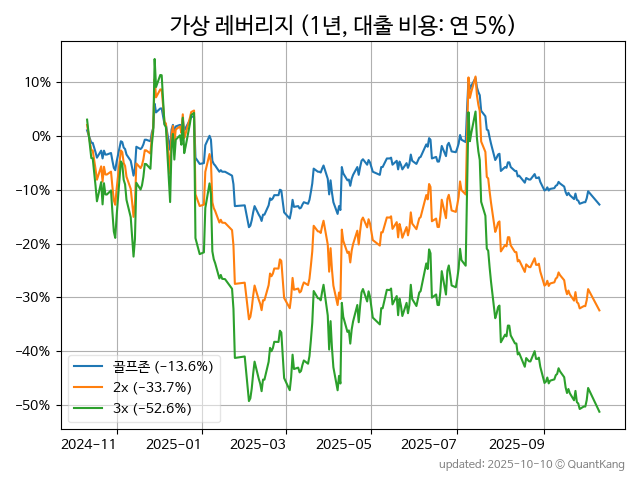 가상 레버리지 (1년, 대출 비용: 연 5%)
10%
0%
−10%
−20%
−30%
−40%
−50%
골프존 (−13.6%)
2x (−33.7%)
3x (−52.6%)
2024-11 2025-01 2025-03 2025-05 2025-07 2025-09
updated: 2025-10-10 © QuantKang